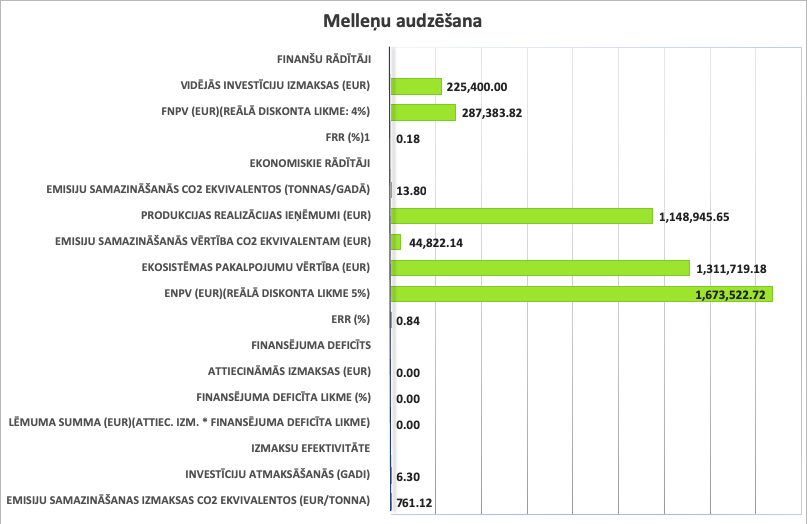 Melleņu audzēšana
FINANŠU RĀDĪTĀJI
VIDĒJĀS INVESTĪCIJU IZMAKSAS (EUR) 225,400.00
FNPV (EUR)(REĀLĀ DISKONTA LIKME: 4%) 287,383.82
FRR (%)1 0.18
EKONOMISKIE RĀDĪTĀJI
EMISIJU SAMAZINĀŠANĀS CO2 EKVIVALENTOS (TONNAS/GADĀ) 13.80
PRODUKCIJAS REALIZĀCIJAS IEŅĒMUMI (EUR) 1,148,945.65
EMISIJU SAMAZINĀŠANĀS VĒRTĪBA CO2 EKVIVALENTAM (EUR) 44,822.14
EKOSISTĒMAS PAKALPOJUMU VĒRTĪBA (EUR) 1,311,719.18
ENPV (EUR)(REĀLĀ DISKONTA LIKME 5%) 1,673,522.72
ERR (%) 0.84
FINANSĒJUMA DEFICĪTS
ATTIECINĀMĀS IZMAKSAS (EUR) 0.00
FINANSĒJUMA DEFICĪTA LIKME (%) 0.00
LĒMUMA SUMMA (EUR)(ATTIEC. IZM. * FINANSĒJUMA DEFICĪTA LIKME) 0.00
IZMAKSU EFEKTIVITĀTE
INVESTĪCIJU ATMAKSĀŠANĀS (GADI) 6.30
EMISIJU SAMAZINĀŠANAS IZMAKSAS CO2 EKVIVALENTOS (EUR/TONNA) 761.12